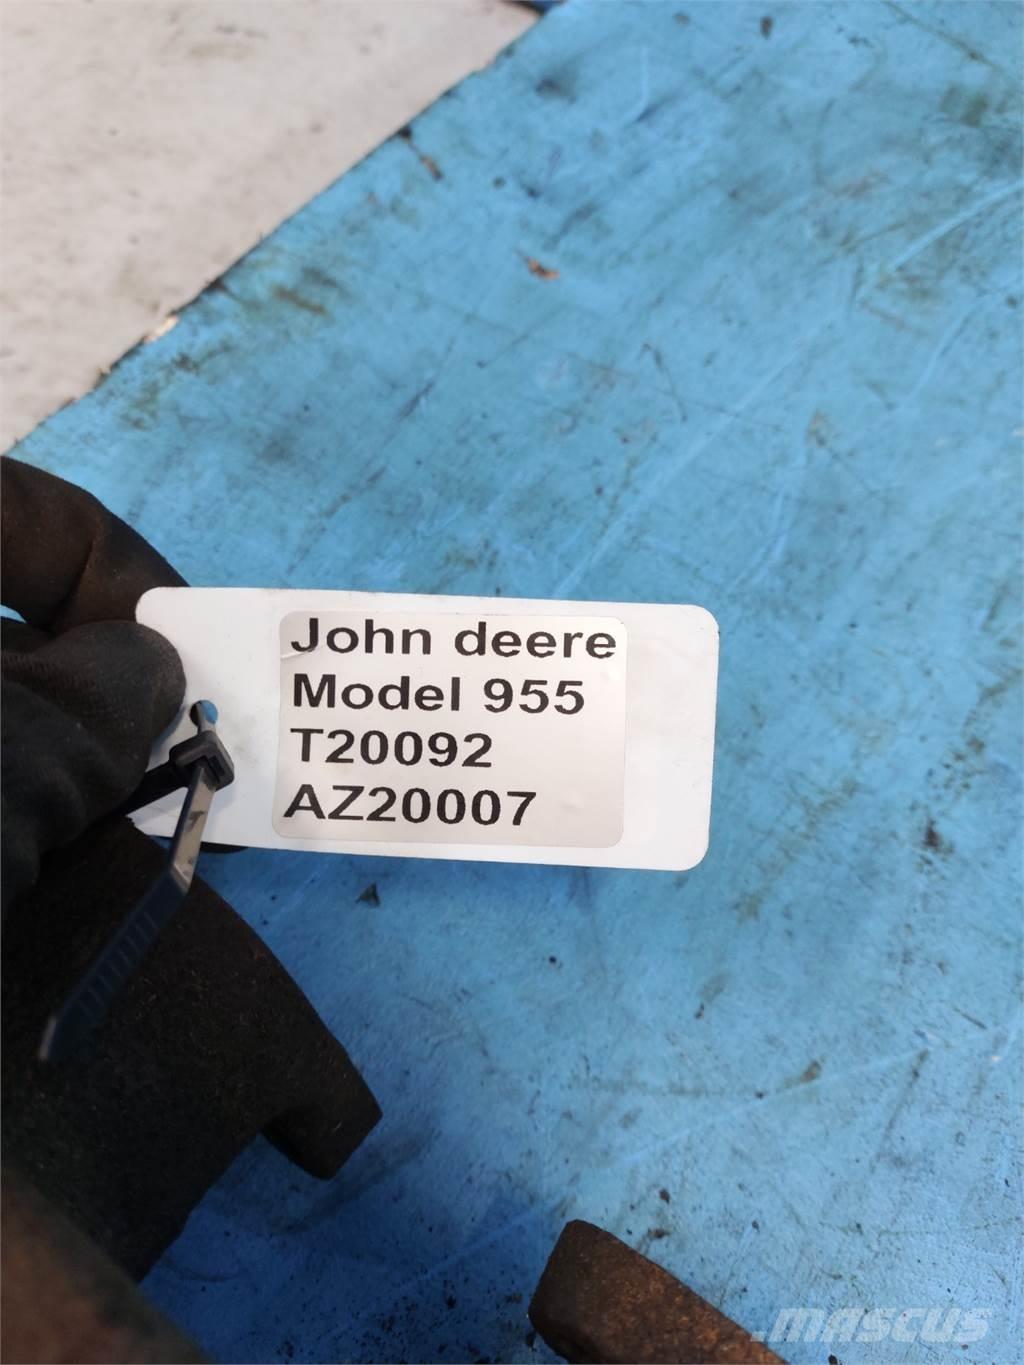 John deere
Model 955
T20092
AZ20007
.mascus